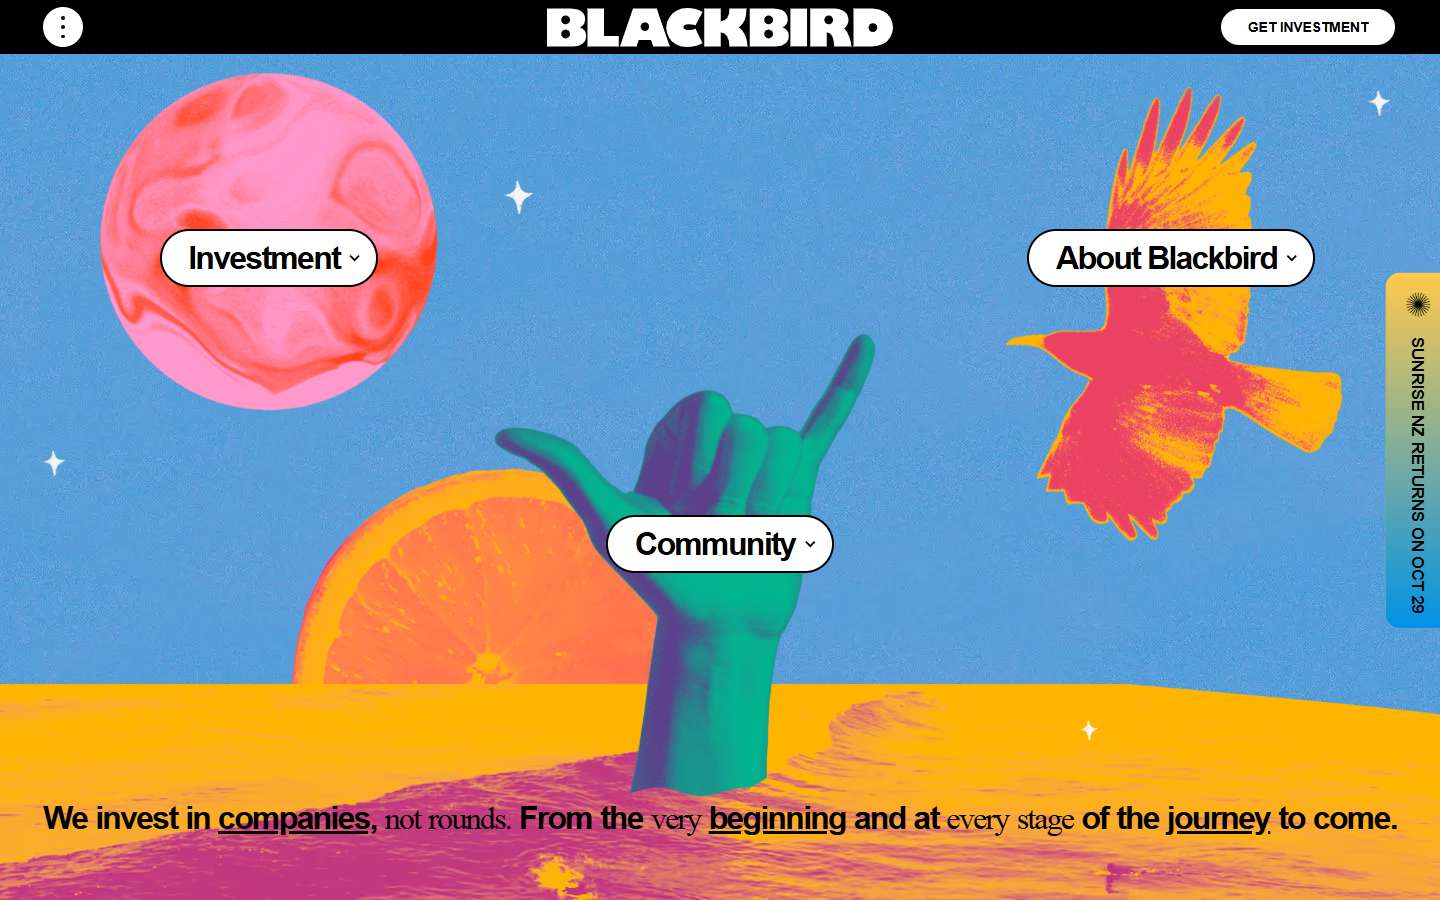 BLACKBIRD
GET INVESTMENT
Investment
About Blackbird
SUNRISE NZ RETURNS ON OCT 29
Community
We invest in companies, not rounds. From the very beginning and at every stage of the journey to come.